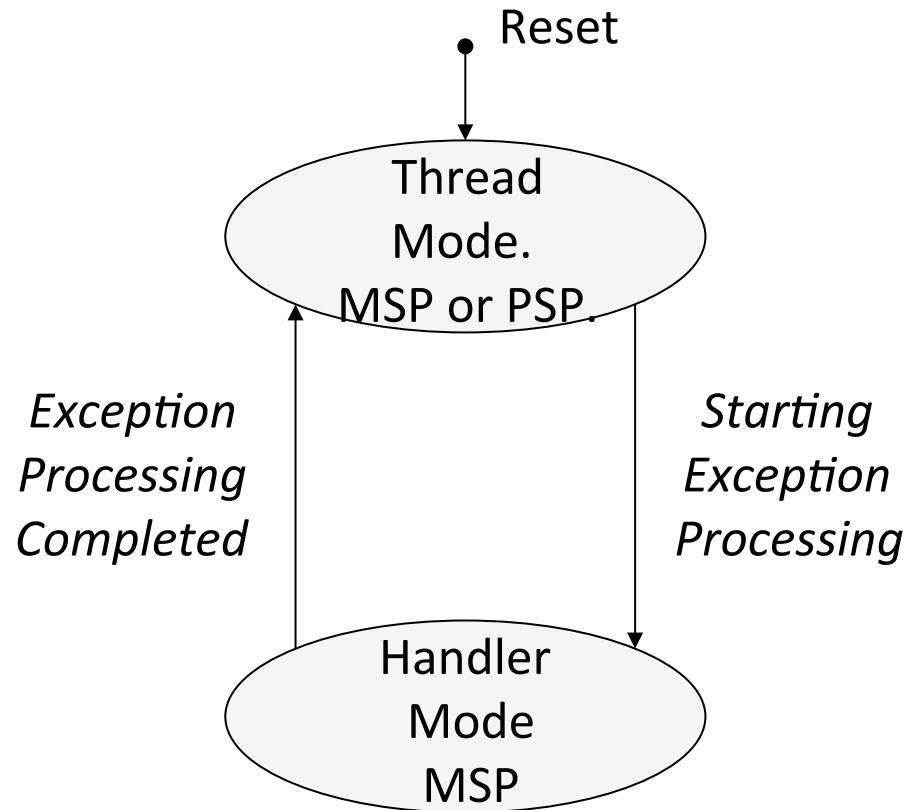 Reset
Thread
Mode.
MSP or PSP.
Exception
Processing
Completed
Starting
Exception
Processing
Handler
Mode
MSP